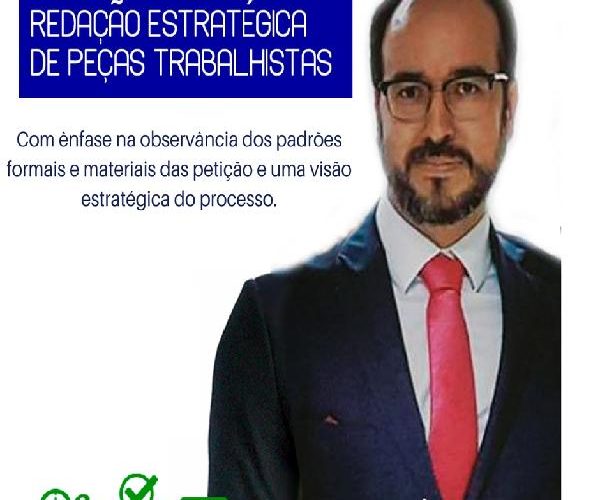 REDAÇÃO ESTRATÉGICA
DE PEÇAS TRABALHISTAS
Com ênfase na observância dos padrões
formais e materiais das petição e uma visão
estratégica do processo.